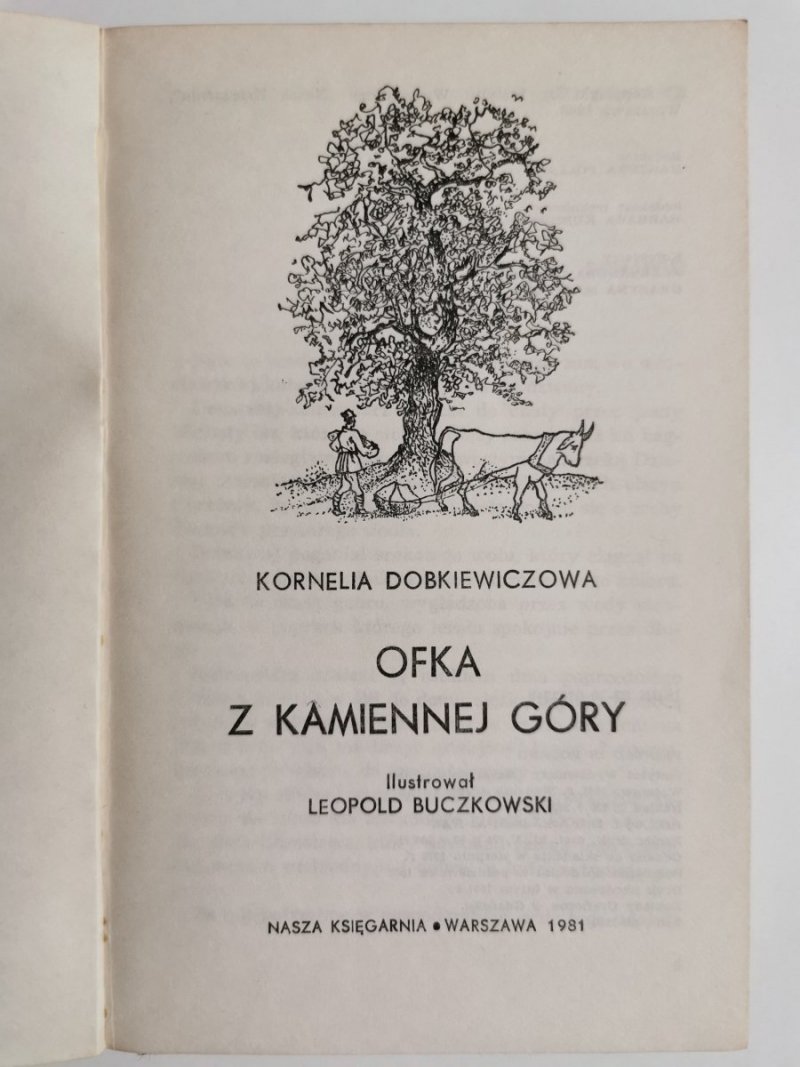 KORNELIA DOBKIEWICZOWA
OFKA
Z KAMIENNEJ GÓRY
Ilustrował
LEOPOLD BUCZKOWSKI
NASZA KSIĘGARNIA • WARSZAWA 1981